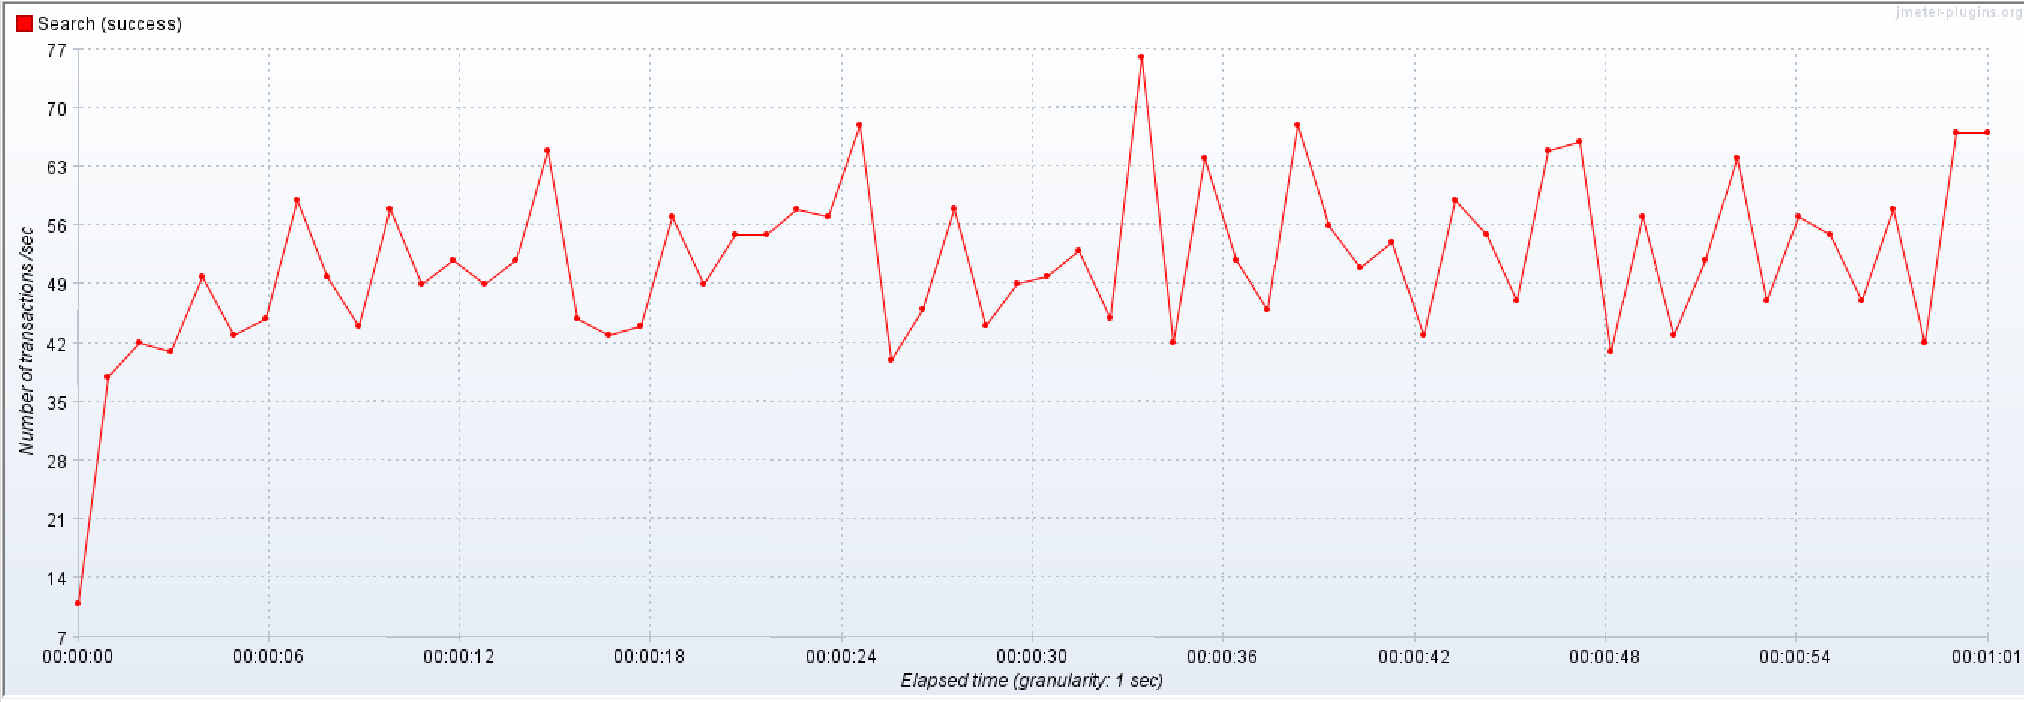 jmeter-plugins.org
Search (success)
77
70
63
56
49
42
35
28
21
14
7
Number of transactions/sec
00:00:00 00:00:06 00:00:12 00:00:18 00:00:24 00:00:30 00:00:36 00:00:42 00:00:48 00:00:54 00:01:01
Elapsed time (granularity: 1 sec)